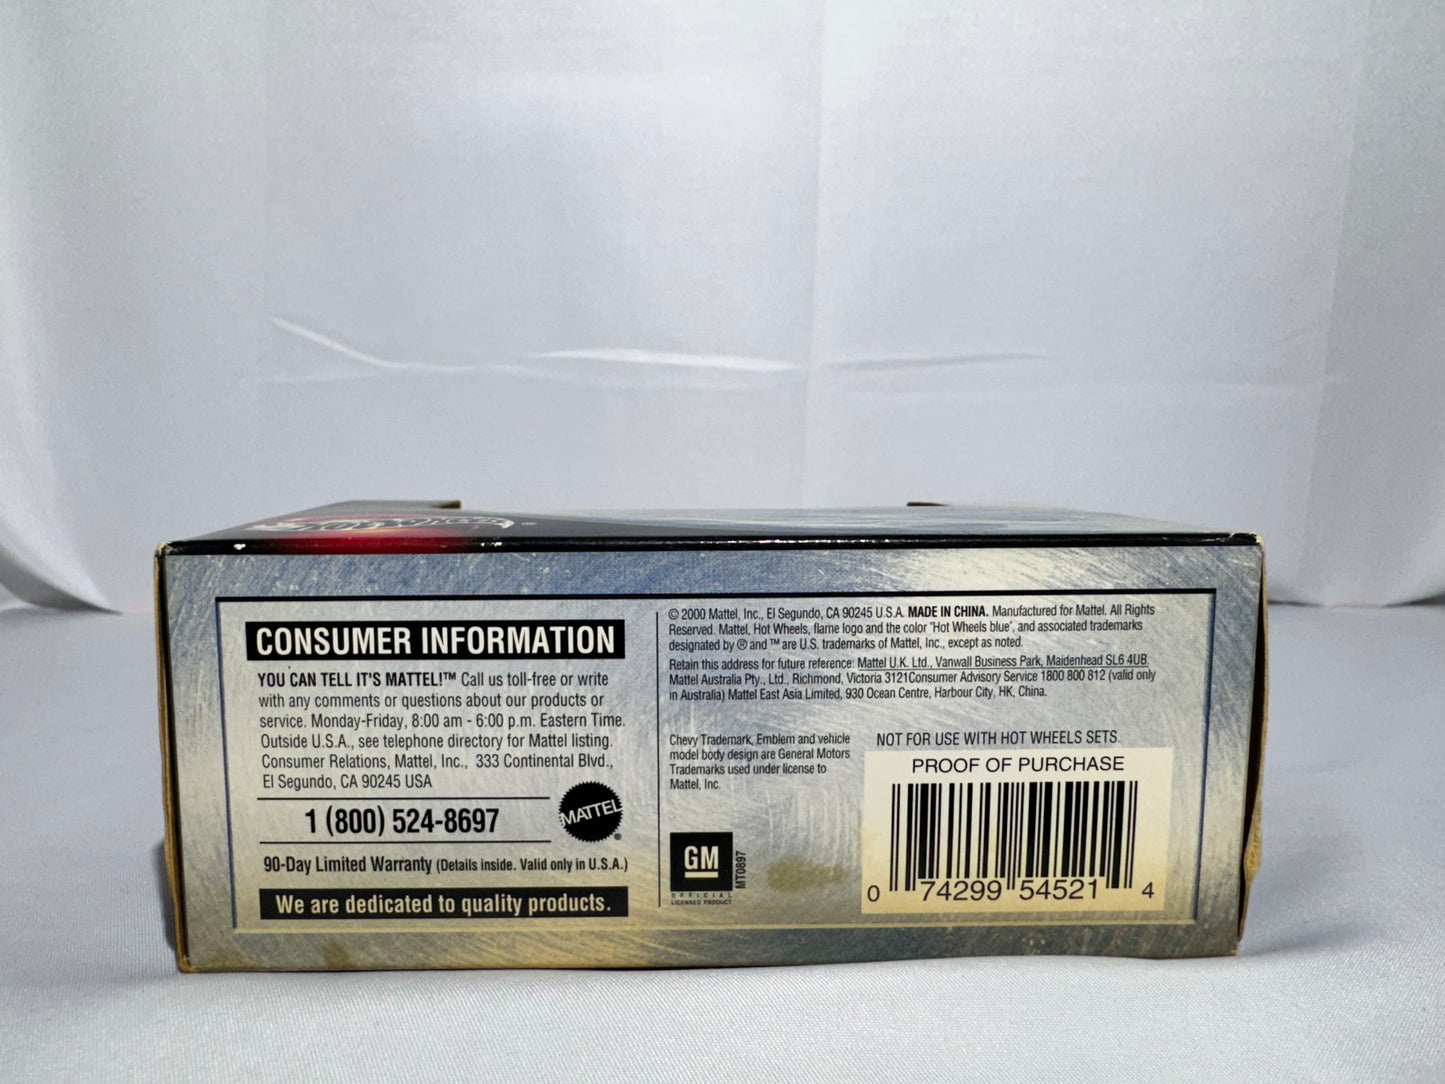 CONSUMER INFORMATION
YOU CAN TELL IT'S MATTEL!™ Call us toll-free or write
with any comments or questions about our products or
service. Monday-Friday, 8:00 am - 6:00 p.m. Eastern Time.
Outside U.S.A., see telephone directory for Mattel listing.
Consumer Relations, Mattel, Inc., 333 Continental Blvd.,
El Segundo, CA 90245 USA
1 (800) 524-8697
MATTEL
®
90-Day Limited Warranty (Details inside. Valid only in U.S.A.)
We are dedicated to quality products.
© 2000 Mattel, Inc., El Segundo, CA 90245 U.S.A. MADE IN CHINA. Manufactured for Mattel. All Rights
Reserved. Mattel, Hot Wheels, flame logo and the color "Hot Wheels blue", and associated trademarks
designated by ® and ™ are U.S. trademarks of Mattel, Inc., except as noted.
Retain this address for future reference: Mattel U.K. Ltd., Vanwall Business Park, Maidenhead SL6 4UB.
Mattel Australia Pty., Ltd., Richmond, Victoria 3121Consumer Advisory Service 1800 800 812 (valid only
in Australia) Mattel East Asia Limited, 930 Ocean Centre, Harbour City, HK, China.
Chevy Trademark, Emblem and vehicle
model body design are General Motors
Trademarks used under license to
Mattel, Inc.
GM
OFFICIAL
LICENSED PRODUCT
MT0897
NOT FOR USE WITH HOT WHEELS SETS.
PROOF OF PURCHASE
0 74299 54521 4